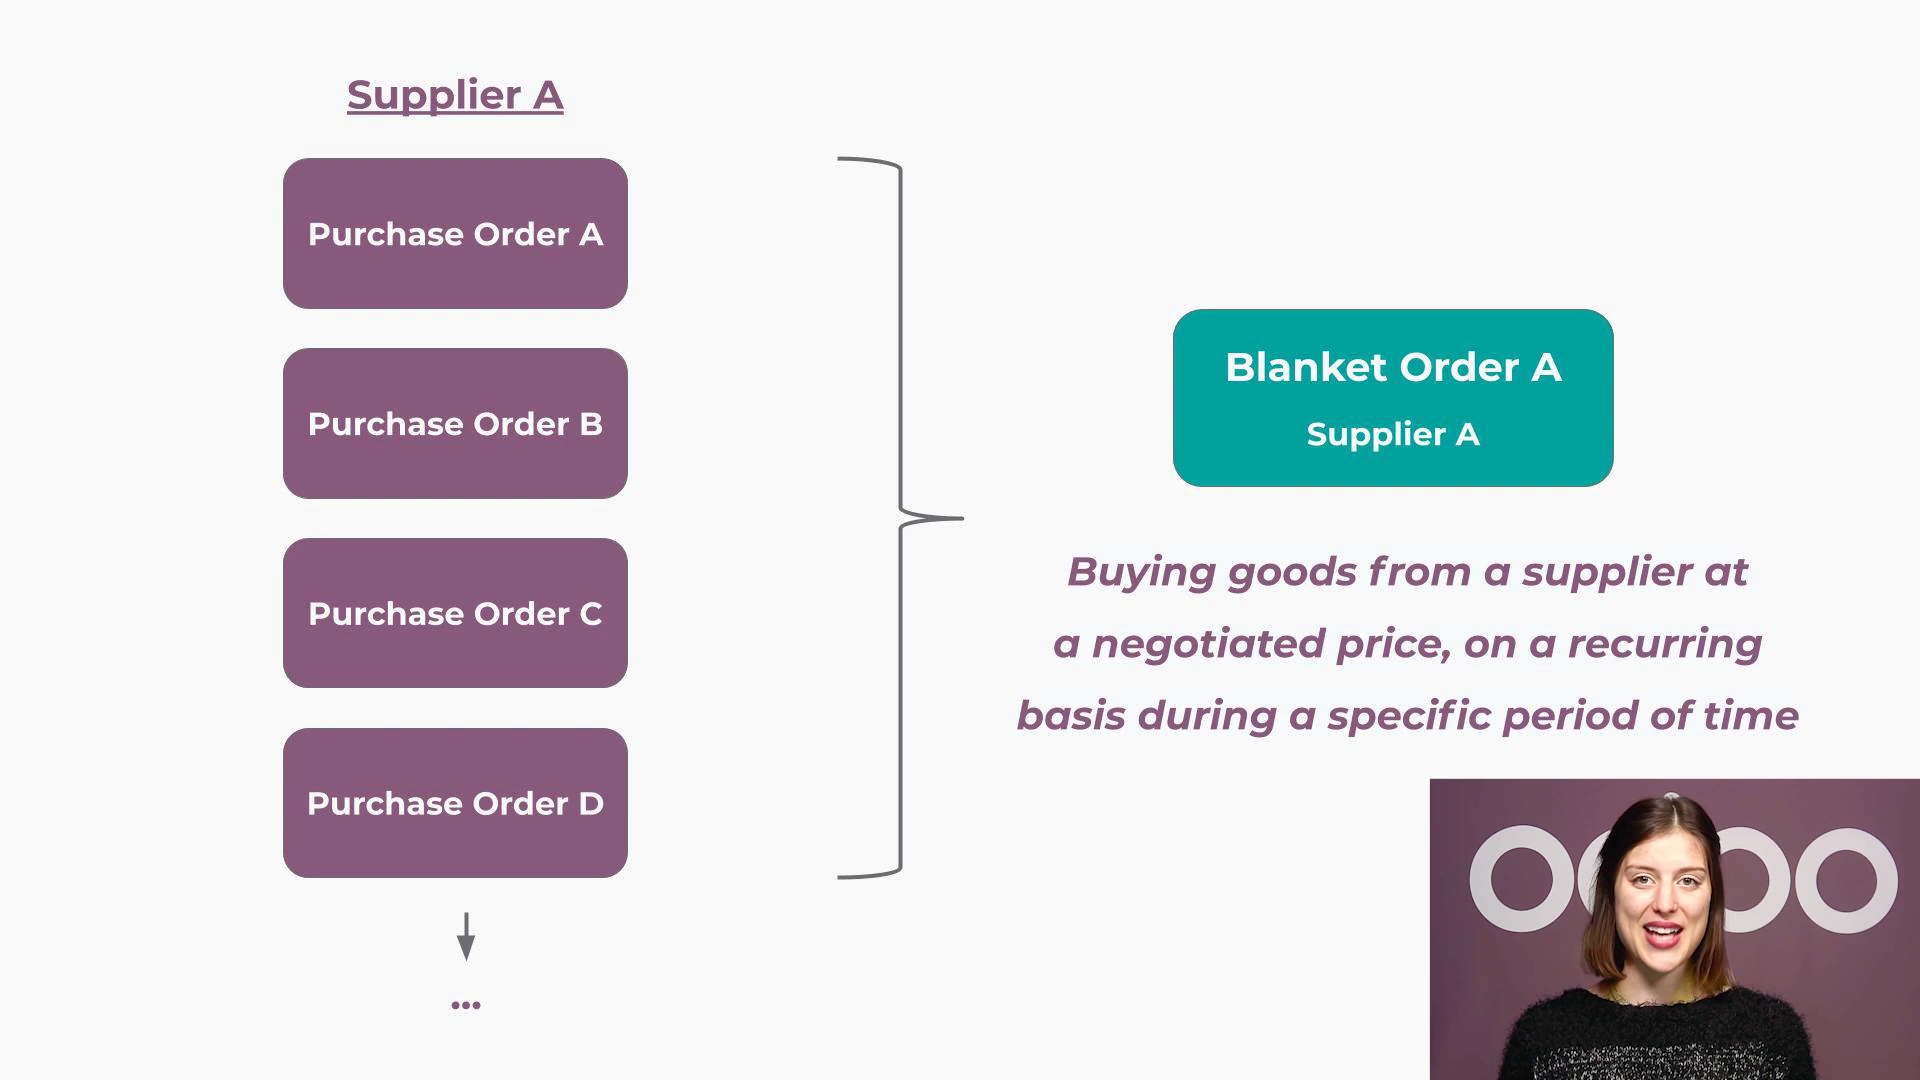 Supplier A
Purchase Order A
Purchase Order B
Purchase Order C
Purchase Order D
...
Blanket Order A
Supplier A
Buying goods from a supplier at
a negotiated price, on a recurring
basis during a specific period of time